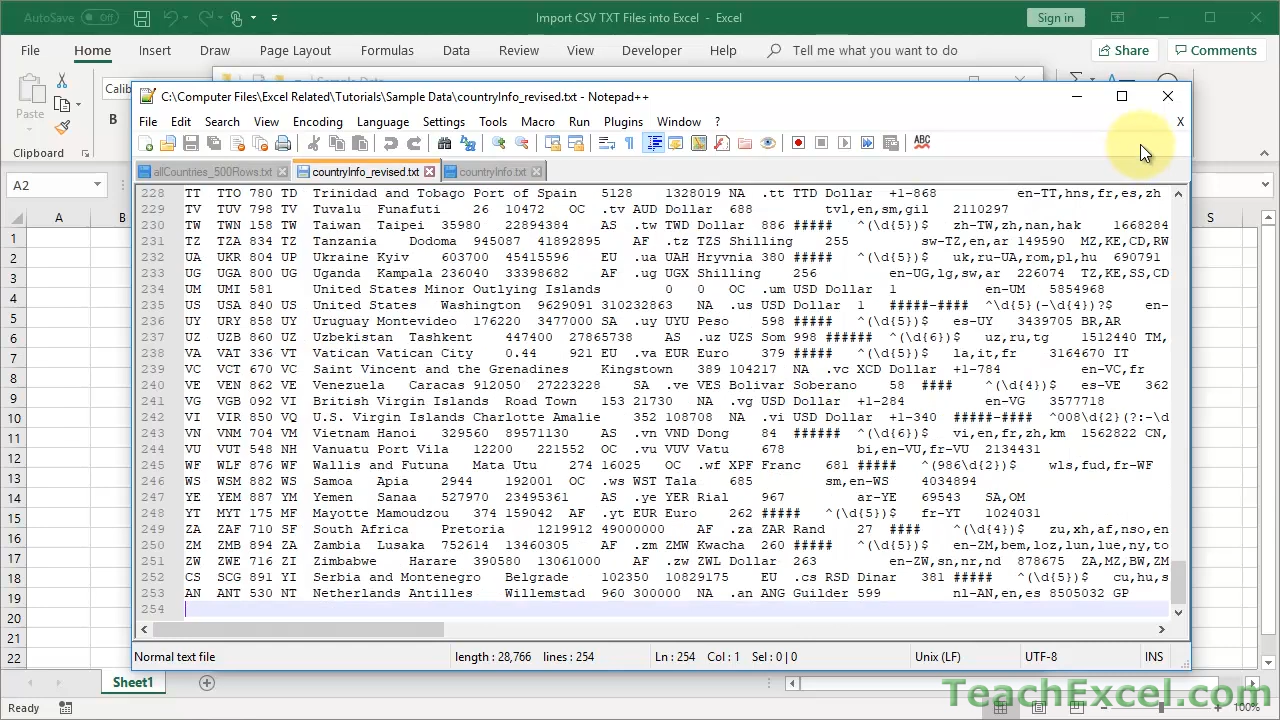 AutoSave Off Import CSV TXT Files into Excel - Excel Sign in
File Home Insert Draw Page Layout Formulas Data Review View Developer Help Tell me what you want to do Share Comments
Paste
Calib
B
Clipboard
Sample Data
C:\Computer Files\Excel Related\Tutorials\Sample Data\countryInfo_revised.txt - Notepad++
File Edit Search View Encoding Language Settings Tools Macro Run Plugins Window ? X
ABC
allCountries_500Rows.txt countryInfo_revised.txt countryInfo.txt
A2
A B S
1
2
3
4
5
6
7
8
9
10
11
12
13
14
15
16
17
18
19
20
21
22
228 TT TTO 780 TD Trinidad and Tobago Port of Spain 5128 1328019 NA .tt TTD Dollar +1-868 en-TT,hns,fr,es,zh
229 TV TUV 798 TV Tuvalu Funafuti 26 10472 OC .tv AUD Dollar 688 tvl,en,sm,gil 2110297
230 TW TWN 158 TW Taiwan Taipei 35980 22894384 AS .tw TWD Dollar 886 ##### ^(\d{5})$ zh-TW,zh,nan,hak 1668284
231 TZ TZA 834 TZ Tanzania Dodoma 945087 41892895 AF .tz TZS Shilling 255 sw-TZ,en,ar 149590 MZ,KE,CD,RW
232 UA UKR 804 UP Ukraine Kyiv 603700 45415596 EU .ua UAH Hryvnia 380 ##### ^(\d{5})$ uk,ru-UA,rom,pl,hu 690791
233 UG UGA 800 UG Uganda Kampala 236040 33398682 AF .ug UGX Shilling 256 en-UG,lg,sw,ar 226074 TZ,KE,SS,CD
234 UM UMI 581 United States Minor Outlying Islands 0 0 OC .um USD Dollar 1 en-UM 5854968
235 US USA 840 US United States Washington 9629091 310232863 NA .us USD Dollar 1 #####-#### ^\d{5}(-\d{4})?$ en-
236 UY URY 858 UY Uruguay Montevideo 176220 3477000 SA .uy UYU Peso 598 ##### ^(\d{5})$ es-UY 3439705 BR,AR
237 UZ UZB 860 UZ Uzbekistan Tashkent 447400 27865738 AS .uz UZS Som 998 ###### ^(\d{6})$ uz,ru,tg 1512440 TM,
238 VA VAT 336 VT Vatican Vatican City 0.44 921 EU .va EUR Euro 379 ##### ^(\d{5})$ la,it,fr 3164670 IT
239 VC VCT 670 VC Saint Vincent and the Grenadines Kingstown 389 104217 NA .vc XCD Dollar +1-784 en-VC,fr
240 VE VEN 862 VE Venezuela Caracas 912050 27223228 SA .ve VES Bolivar Soberano 58 #### ^(\d{4})$ es-VE 362
241 VG VGB 092 VI British Virgin Islands Road Town 153 21730 NA .vg USD Dollar +1-284 en-VG 3577718
242 VI VIR 850 VQ U.S. Virgin Islands Charlotte Amalie 352 108708 NA .vi USD Dollar +1-340 #####-#### ^008\d{2}(?:-\d
243 VN VNM 704 VM Vietnam Hanoi 329560 89571130 AS .vn VND Dong 84 ###### ^(\d{6})$ vi,en,fr,zh,km 1562822 CN,
244 VU VUT 548 NH Vanuatu Port Vila 12200 221552 OC .vu VUV Vatu 678 bi,en-VU,fr-VU 2134431
245 WF WLF 876 WF Wallis and Futuna Mata Utu 274 16025 OC .wf XPF Franc 681 ##### ^(986\d{2})$ wls,fud,fr-WF
246 WS WSM 882 WS Samoa Apia 2944 192001 OC .ws WST Tala 685 sm,en-WS 4034894
247 YE YEM 887 YM Yemen Sanaa 527970 23495361 AS .ye YER Rial 967 ar-YE 69543 SA,OM
248 YT MYT 175 MF Mayotte Mamoudzou 374 159042 AF .yt EUR Euro 262 ##### ^(\d{5})$ fr-YT 1024031
249 ZA ZAF 710 SF South Africa Pretoria 1219912 49000000 AF .za ZAR Rand 27 #### ^(\d{4})$ zu,xh,af,nso,en
250 ZM ZMB 894 ZA Zambia Lusaka 752614 13460305 AF .zm ZMW Kwacha 260 ##### ^(\d{5})$ en-ZM,bem,loz,lun,lue,ny,to
251 ZW ZWE 716 ZI Zimbabwe Harare 390580 13061000 AF .zw ZWL Dollar 263 en-ZW,sn,nr,nd 878675 ZA,MZ,BW,ZM
252 CS SCG 891 YI Serbia and Montenegro Belgrade 102350 10829175 EU .cs RSD Dinar 381 ##### ^(\d{5})$ cu,hu,s
253 AN ANT 530 NT Netherlands Antilles Willemstad 960 300000 NA .an ANG Guilder 599 nl-AN,en,es 8505032 GP
254
Normal text file length : 28,766 lines : 254 Ln : 254 Col : 1 Sel : 0 | 0 Unix (LF) UTF-8 INS
Sheet1
TeachExcel.com
Ready 100%